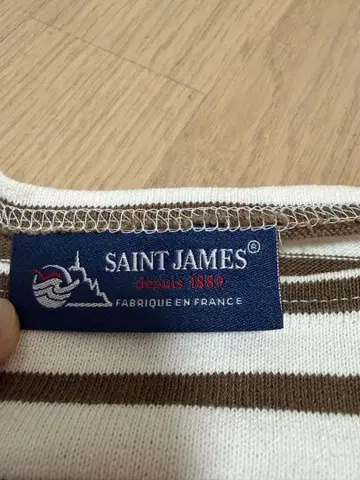 SAINT JAMES®
depuis 1889
FABRIQUE EN FRANCE